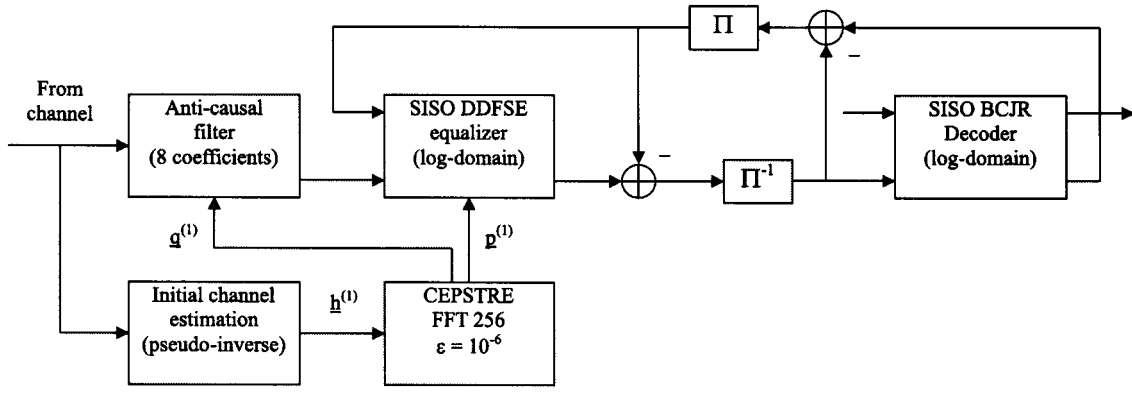 Π
−
From
channel
Anti-causal
filter
(8 coefficients)
SISO DDFSE
equalizer
(log-domain)
−
Π-1
SISO BCJR
Decoder
(log-domain)
q(1)
p(1)
Initial channel
estimation
(pseudo-inverse)
h(1)
CEPSTRE
FFT 256
ε = 10-6